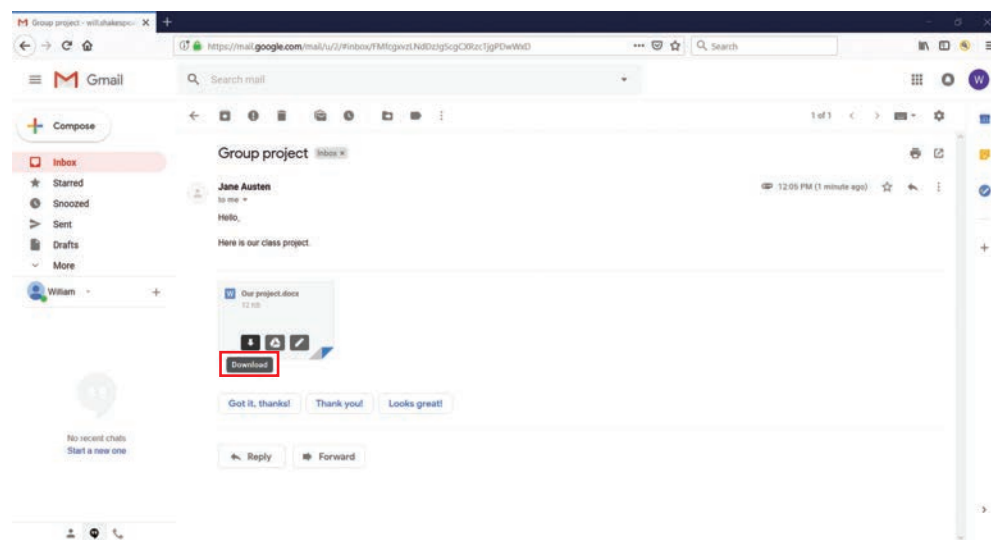 Group project - will.shakespe
https://mail.google.com/mail/u/2/#inbox/
Search
Gmail
Search mail
W
Compose
1 of 1
Group project Inbox x
Inbox
Starred
Jane Austen
12:05 PM (1 minute ago)
to me
Snoozed
Hello,
Sent
Drafts
Here is our class project.
More
William
W Our project.docx
12 KB
Download
Got it, thanks!
Thank you!
Looks great!
No recent chats
Start a new one
Reply
Forward